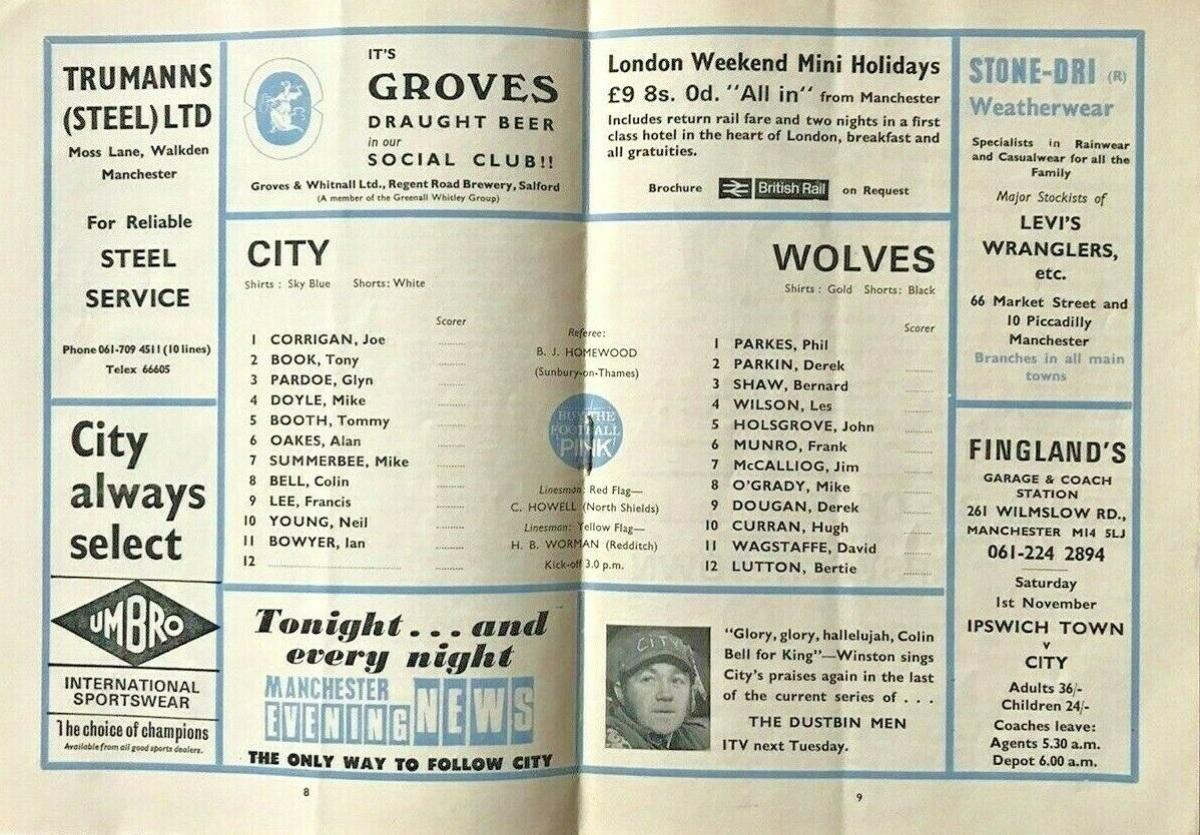 TRUMANNS
(STEEL) LTD
Moss Lane, Walkden
Manchester
For Reliable
STEEL
SERVICE
Phone 061-709 4511 (10 lines)
Telex 66605
City
always
select
UMBRO
INTERNATIONAL
SPORTSWEAR
The choice of champions
Available from all good sports dealers.
IT'S
GROVES
DRAUGHT BEER
in our
SOCIAL CLUB!!
Groves & Whitnall Ltd., Regent Road Brewery, Salford
(A member of the Greenall Whitley Group)
London Weekend Mini Holidays
£9 8s. 0d. "All in" from Manchester
Includes return rail fare and two nights in a first
class hotel in the heart of London, breakfast and
all gratuities.
Brochure British Rail on Request
CITY
Shirts : Sky Blue Shorts: White
Scorer
1 CORRIGAN, Joe
2 BOOK, Tony
3 PARDOE, Glyn
4 DOYLE, Mike
5 BOOTH, Tommy
6 OAKES, Alan
7 SUMMERBEE, Mike
8 BELL, Colin
9 LEE, Francis
10 YOUNG, Neil
11 BOWYER, Ian
12
Referee:
B. J. HOMEWOOD
(Sunbury-on-Thames)
BUY THE
FOOTBALL
PINK
Linesman: Red Flag—
C. HOWELL (North Shields)
Linesman: Yellow Flag—
H. B. WORMAN (Redditch)
Kick-off 3.0 p.m.
WOLVES
Shirts : Gold Shorts: Black
Scorer
1 PARKES, Phil
2 PARKIN, Derek
3 SHAW, Bernard
4 WILSON, Les
5 HOLSGROVE, John
6 MUNRO, Frank
7 McCALLIOG, Jim
8 O'GRADY, Mike
9 DOUGAN, Derek
10 CURRAN, Hugh
11 WAGSTAFFE, David
12 LUTTON, Bertie
Tonight . . . and
every night
MANCHESTER
EVENING NEWS
THE ONLY WAY TO FOLLOW CITY
CITY
"Glory, glory, hallelujah, Colin
Bell for King"—Winston sings
City's praises again in the last
of the current series of . . .
THE DUSTBIN MEN
ITV next Tuesday.
STONE-DRI (R)
Weatherwear
Specialists in Rainwear
and Casualwear for all the
Family
Major Stockists of
LEVI'S
WRANGLERS,
etc.
66 Market Street and
10 Piccadilly
Manchester
Branches in all main
towns
FINGLAND'S
GARAGE & COACH
STATION
261 WILMSLOW RD.,
MANCHESTER M14 5LJ
061-224 2894
Saturday
1st November
IPSWICH TOWN
v
CITY
Adults 36/-
Children 24/-
Coaches leave:
Agents 5.30 a.m.
Depot 6.00 a.m.
8
9